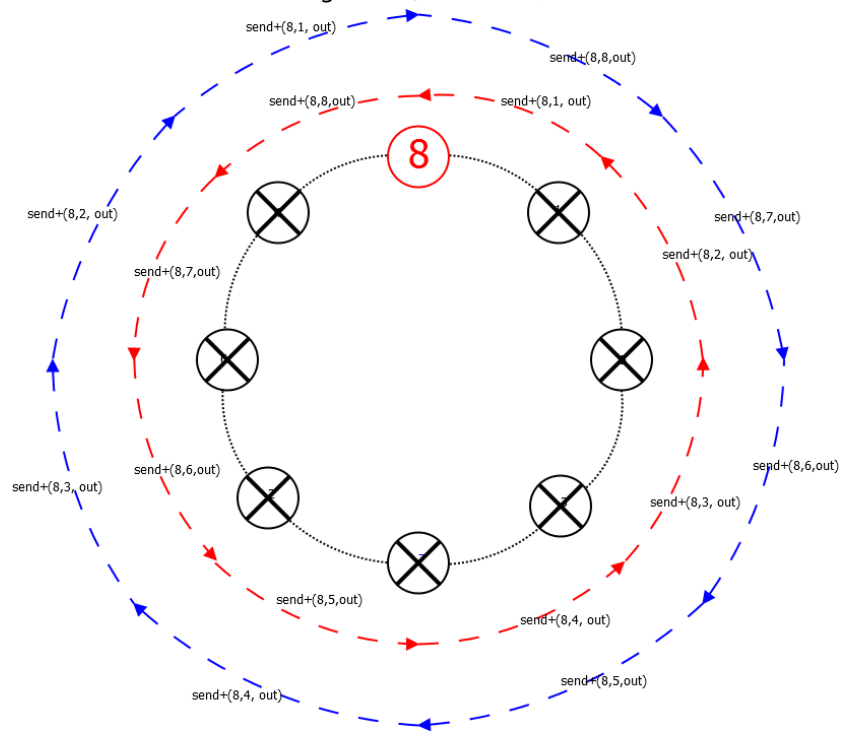 send+(8,1, out)
send+(8,8,out)
send+(8,8,out)
send+(8,1, out)
8
send+(8,2, out)
send+(8,7,out)
send+(8,2, out)
send+(8,7,out)
send+(8,6,out)
send+(8,6,out)
send+(8,3, out)
send+(8,3, out)
send+(8,5,out)
send+(8,4, out)
send+(8,5,out)
send+(8,4, out)